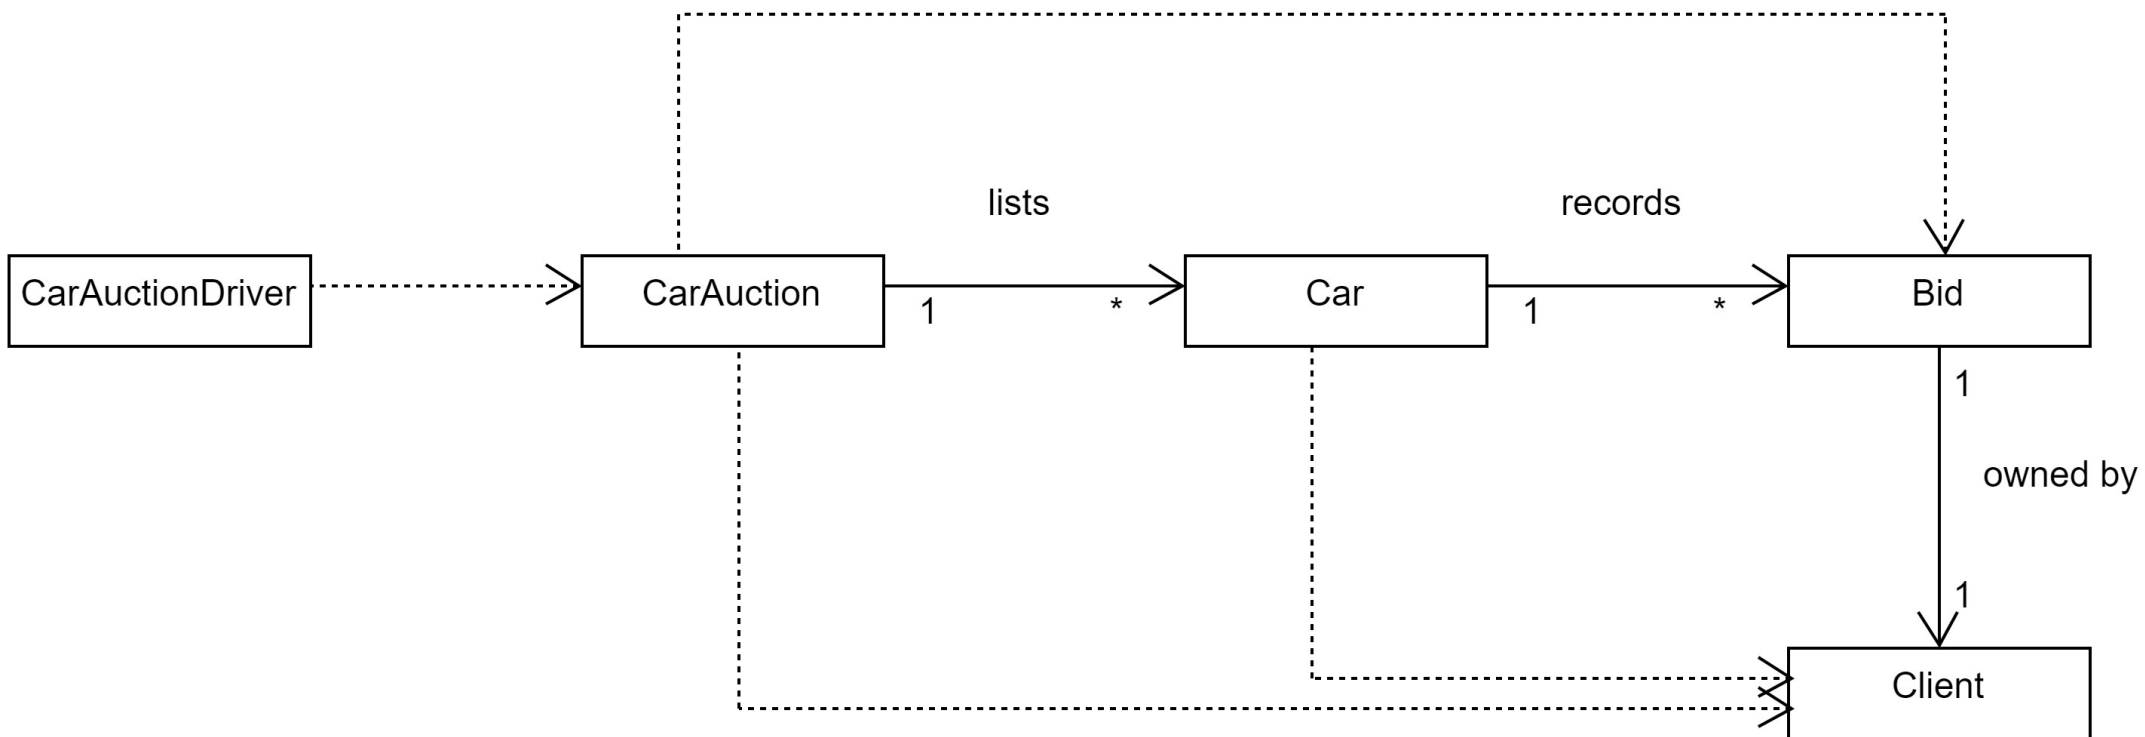 lists
records
CarAuctionDriver
CarAuction
Car
Bid
1
*
1
*
1
owned by
1
Client